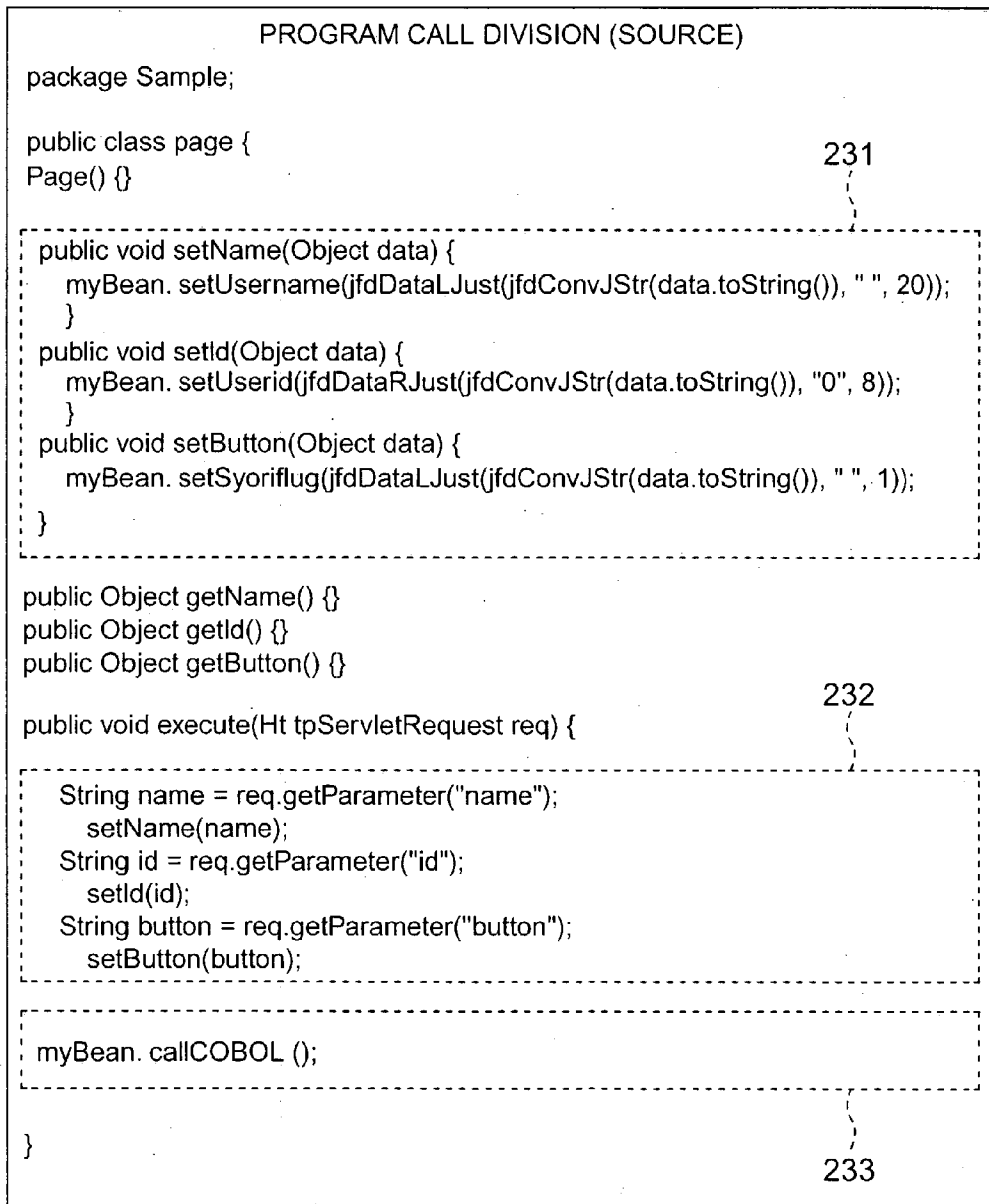 PROGRAM CALL DIVISION (SOURCE)
package Sample;
public class page {
Page() {}
231
public void setName(Object data) {
myBean. setUsername(jfdDataLJust(jfdConvJStr(data.toString()), " ", 20));
}
public void setId(Object data) {
myBean. setUserid(jfdDataRJust(jfdConvJStr(data.toString()), "0", 8));
}
public void setButton(Object data) {
myBean. setSyoriflug(jfdDataLJust(jfdConvJStr(data.toString()), " ", 1));
}
public Object getName() {}
public Object getId() {}
public Object getButton() {}
232
public void execute(Ht tpServletRequest req) {
String name = req.getParameter("name");
setName(name);
String id = req.getParameter("id");
setId(id);
String button = req.getParameter("button");
setButton(button);
myBean. callCOBOL ();
}
233